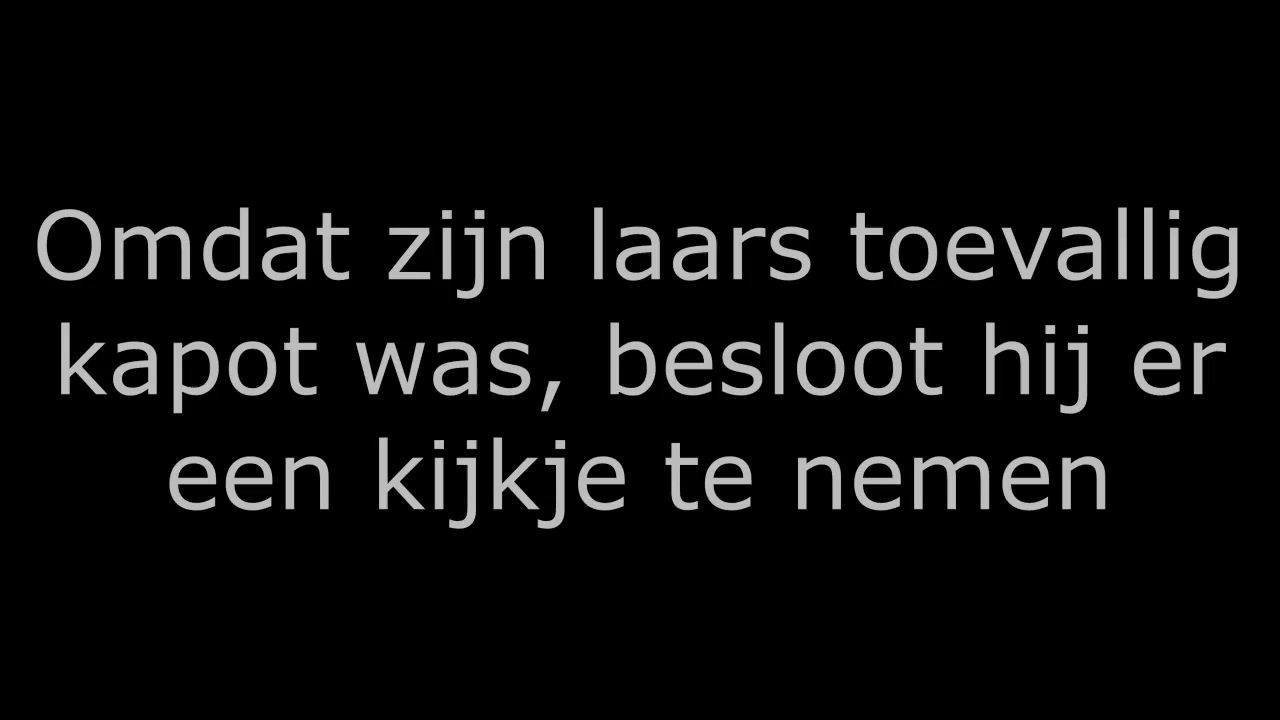 Omdat zijn laars toevallig
kapot was, besloot hij er
een kijkje te nemen